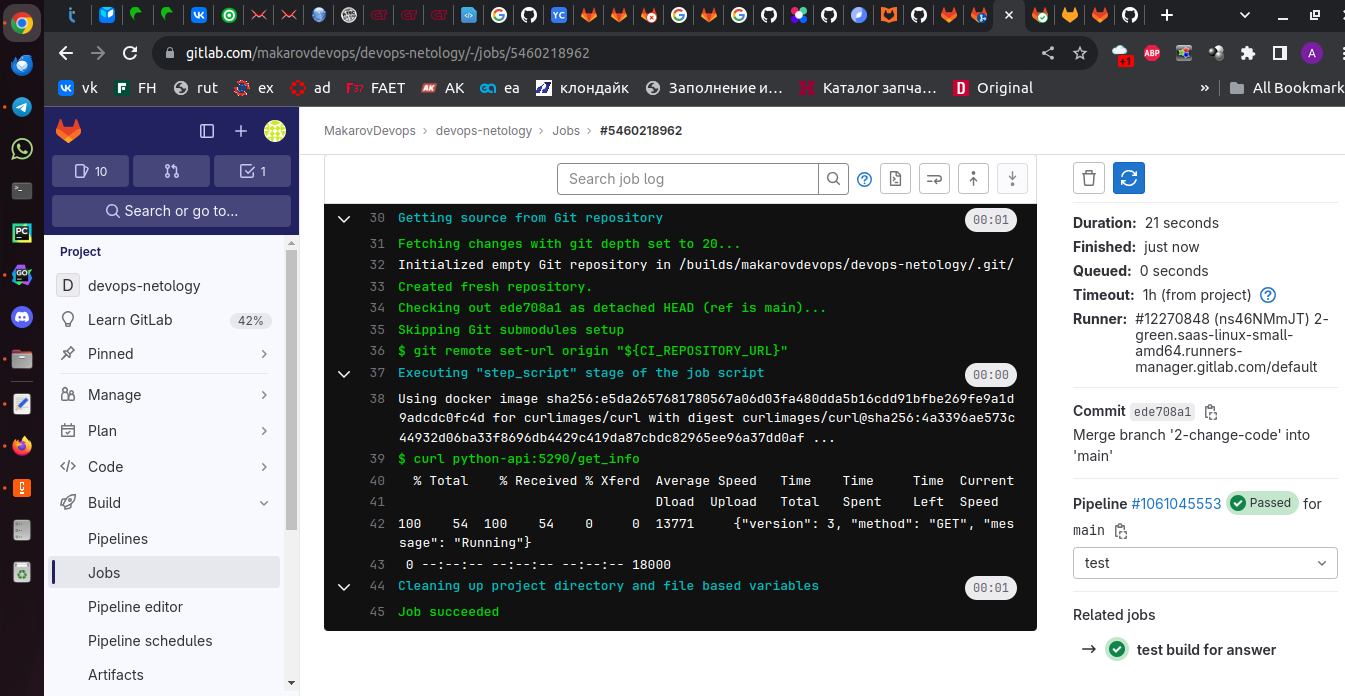 gitlab.com/makarovdevops/devops-netology/-/jobs/5460218962
+1
ABP
A
vk
FH
rut
ex
ad
FAET
AK
ea
клондайк
Заполнение и...
Каталог запча...
Original
»
All Bookmark
10
1
Search or go to...
Project
D devops-netology
Learn GitLab 42%
Pinned
Manage
Plan
Code
Build
Pipelines
Jobs
Pipeline editor
Pipeline schedules
Artifacts
MakarovDevops › devops-netology › Jobs › #5460218962
Search job log
30 Getting source from Git repository 00:01
31 Fetching changes with git depth set to 20...
32 Initialized empty Git repository in /builds/makarovdevops/devops-netology/.git/
33 Created fresh repository.
34 Checking out ede708a1 as detached HEAD (ref is main)...
35 Skipping Git submodules setup
36 $ git remote set-url origin "${CI_REPOSITORY_URL}"
37 Executing "step_script" stage of the job script 00:00
38 Using docker image sha256:e5da2657681780567a06d03fa480dda5b16cdd91bfbe269fe9a1d
9adcdc0fc4d for curlimages/curl with digest curlimages/curl@sha256:4a3396ae573c
44932d06ba33f8696db4429c419da87cbdc82965ee96a37dd0af ...
39 $ curl python-api:5290/get_info
40 % Total % Received % Xferd Average Speed Time Time Time Current
41 Dload Upload Total Spent Left Speed
42 100 54 100 54 0 0 13771 {"version": 3, "method": "GET", "mes
sage": "Running"}
43 0 --:--:-- --:--:-- --:--:-- 18000
44 Cleaning up project directory and file based variables 00:01
45 Job succeeded
Duration: 21 seconds
Finished: just now
Queued: 0 seconds
Timeout: 1h (from project)
Runner: #12270848 (ns46NMmJT) 2-
green.saas-linux-small-
amd64.runners-
manager.gitlab.com/default
Commit ede708a1
Merge branch '2-change-code' into
'main'
Pipeline #1061045553 Passed for
main
test
Related jobs
→ test build for answer